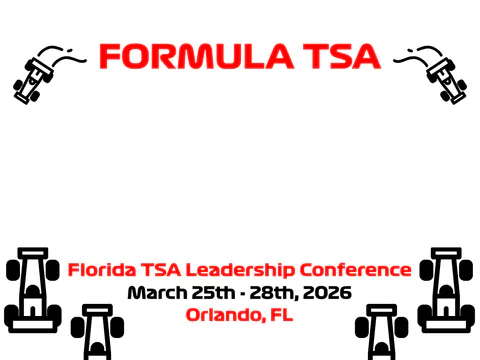 FORMULA TSA
Florida TSA Leadership Conference
March 25th - 28th, 2026
Orlando, FL